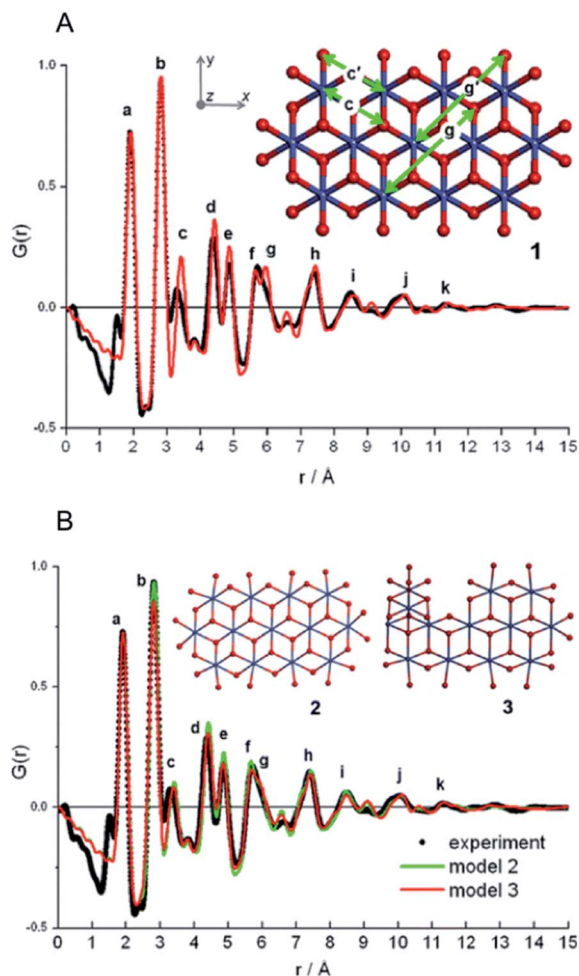 A
b
y
z x
a
c'
g'
c
g
1.0
0.5
0.0
-0.5
G(r)
c
d
e
f
g
h
i
j
k
1
0 1 2 3 4 5 6 7 8 9 10 11 12 13 14 15
r / Å
B
b
a
1.0
0.5
0.0
-0.5
G(r)
2 3
c
d
e
f
g
h
i
j
k
experiment
model 2
model 3
0 1 2 3 4 5 6 7 8 9 10 11 12 13 14 15
r / Å